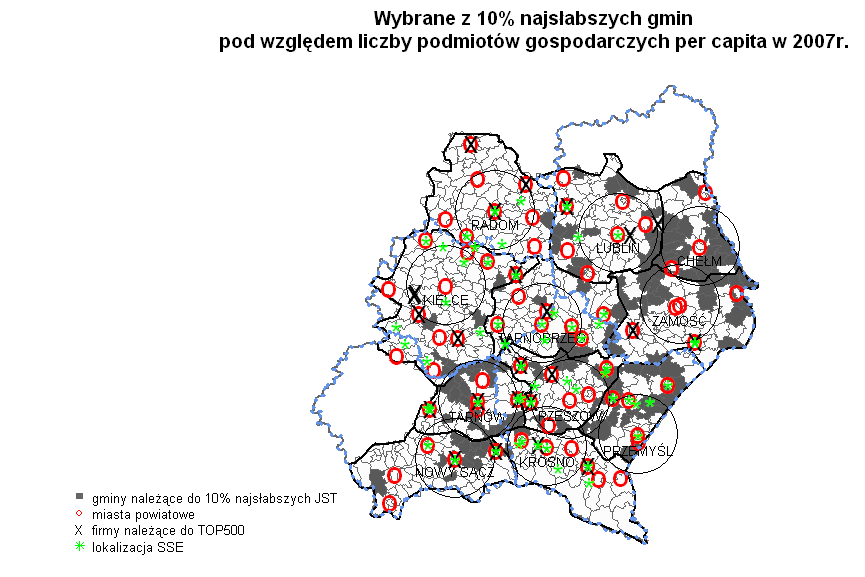 Wybrane z 10% najslabszych gmin
pod względem liczby podmiotów gospodarczych per capita w 2007r.
RADOM
LUBLIN
CHEŁM
KIELCE
ZAMOŚĆ
TARNOBRZEG
TARNÓW
RZESZÓW
PRZEMYŚL
KROSNO
NOWY SĄCZ
gminy należące do 10% najsłabszych JST
miasta powiatowe
X firmy należące do TOP500
lokalizacja SSE